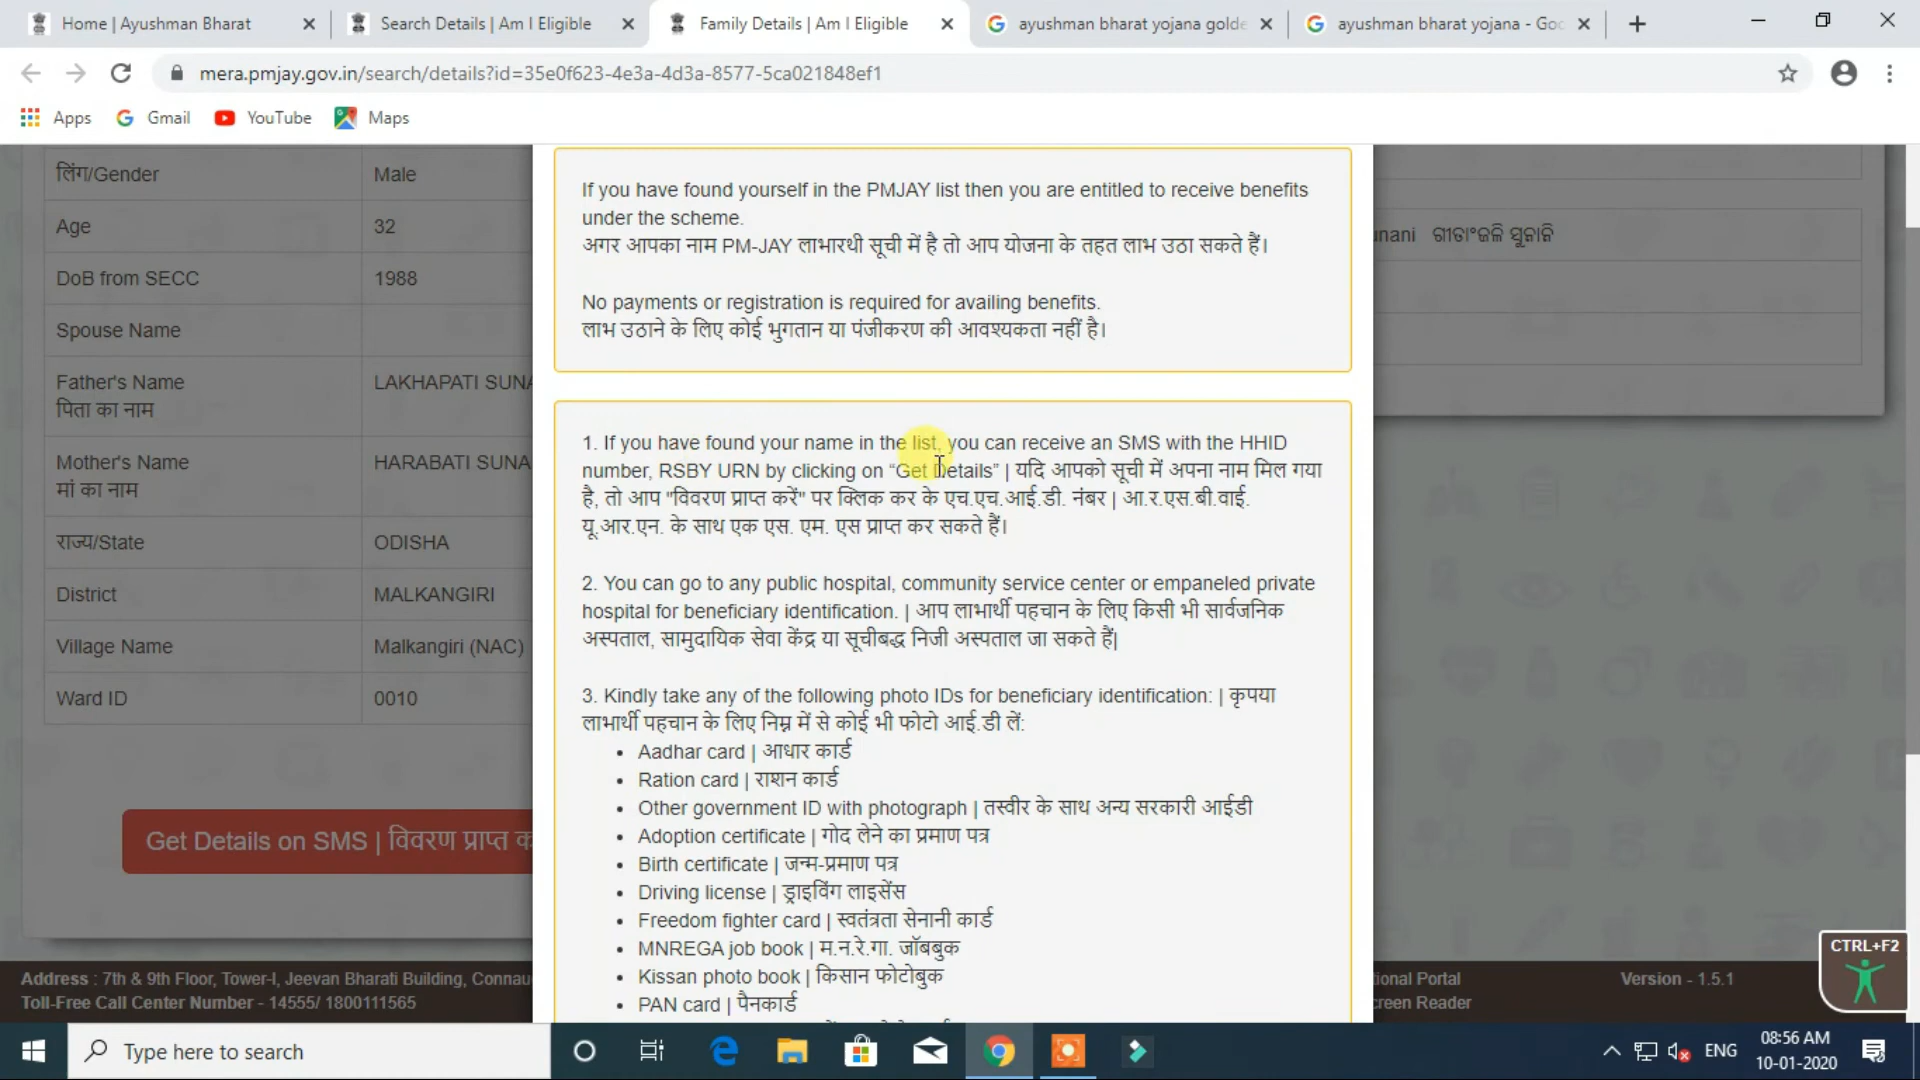 Home | Ayushman Bharat
Search Details | Am I Eligible
Family Details | Am I Eligible
ayushman bharat yojana golde
ayushman bharat yojana - Goo
mera.pmjay.gov.in/search/details?id=35e0f623-4e3a-4d3a-8577-5ca021848ef1
Apps
Gmail
YouTube
Maps
लिंग/Gender
Male
Age
32
DoB from SECC
1988
Spouse Name
Father's Name
पिता का नाम
LAKHAPATI SUNA
Mother's Name
मां का नाम
HARABATI SUNA
राज्य/State
ODISHA
District
MALKANGIRI
Village Name
Malkangiri (NAC)
Ward ID
0010
Get Details on SMS | विवरण प्राप्त क
If you have found yourself in the PMJAY list then you are entitled to receive benefits
under the scheme.
अगर आपका नाम PM-JAY लाभारथी सूची में है तो आप योजना के तहत लाभ उठा सकते हैं।
No payments or registration is required for availing benefits.
लाभ उठाने के लिए कोई भुगतान या पंजीकरण की आवश्यकता नहीं है।
1. If you have found your name in the list, you can receive an SMS with the HHID
number, RSBY URN by clicking on “Get Details” | यदि आपको सूची में अपना नाम मिल गया
है, तो आप "विवरण प्राप्त करें" पर क्लिक कर के एच.एच.आई.डी. नंबर | आ.र.एस.बी.वाई.
यू.आर.एन. के साथ एक एस. एम. एस प्राप्त कर सकते हैं।
2. You can go to any public hospital, community service center or empaneled private
hospital for beneficiary identification. | आप लाभार्थी पहचान के लिए किसी भी सार्वजनिक
अस्पताल, सामुदायिक सेवा केंद्र या सूचीबद्ध निजी अस्पताल जा सकते हैं|
3. Kindly take any of the following photo IDs for beneficiary identification: | कृपया
लाभार्थी पहचान के लिए निम्न में से कोई भी फोटो आई.डी लें:
• Aadhar card | आधार कार्ड
• Ration card | राशन कार्ड
• Other government ID with photograph | तस्वीर के साथ अन्य सरकारी आईडी
• Adoption certificate | गोद लेने का प्रमाण पत्र
• Birth certificate | जन्म-प्रमाण पत्र
• Driving license | ड्राइविंग लाइसेंस
• Freedom fighter card | स्वतंत्रता सेनानी कार्ड
• MNREGA job book | म.न.रे.गा. जॉबबुक
• Kissan photo book | किसान फोटोबुक
• PAN card | पैनकार्ड
unani ଗୀତାଂଜଳି ସୁନାନି
CTRL+F2
Address : 7th & 9th Floor, Tower-I, Jeevan Bharati Building, Connau
Toll-Free Call Center Number - 14555/ 1800111565
tional Portal
creen Reader
Version - 1.5.1
Type here to search
ENG
08:56 AM
10-01-2020